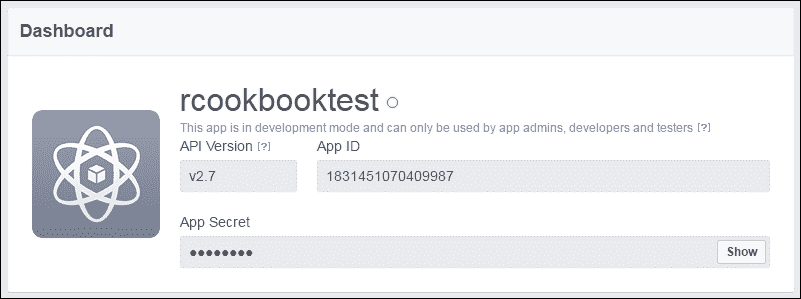 Dashboard
rcookbooktest
This app is in development mode and can only be used by app admins, developers and testers [?]
API Version [?] App ID
v2.7 1831451070409987
App Secret
●●●●●●●● Show